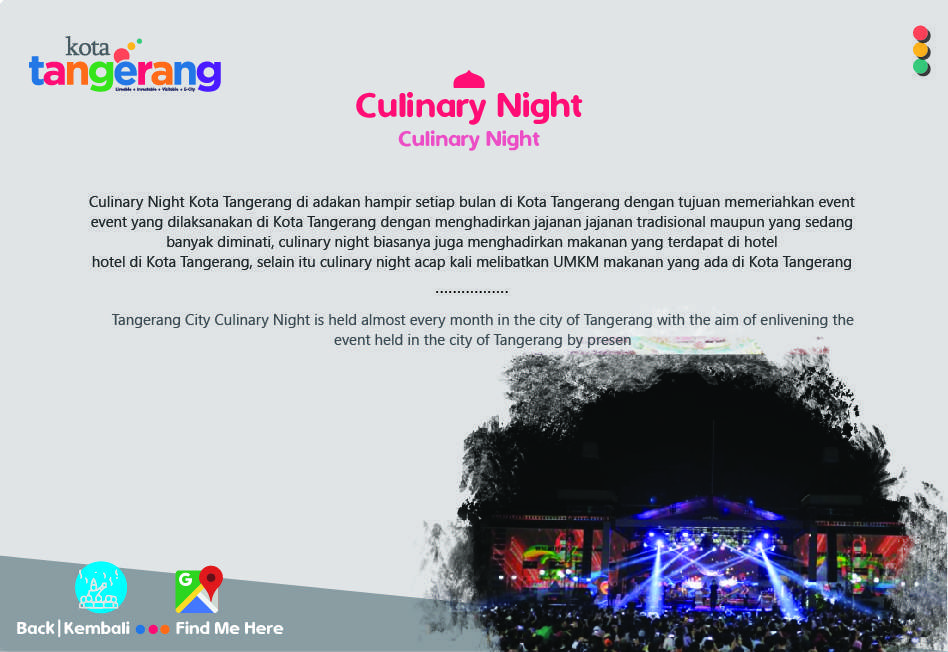 kota
tangerang
Liveable + Investable + Visitable + E-City
Culinary Night
Culinary Night
Culinary Night Kota Tangerang di adakan hampir setiap bulan di Kota Tangerang dengan tujuan memeriahkan event
event yang dilaksanakan di Kota Tangerang dengan menghadirkan jajanan jajanan tradisional maupun yang sedang
banyak diminati, culinary night biasanya juga menghadirkan makanan yang terdapat di hotel
hotel di Kota Tangerang, selain itu culinary night acap kali melibatkan UMKM makanan yang ada di Kota Tangerang
.................
Tangerang City Culinary Night is held almost every month in the city of Tangerang with the aim of enlivening the
event held in the city of Tangerang by presen
G
Back|Kembali Find Me Here